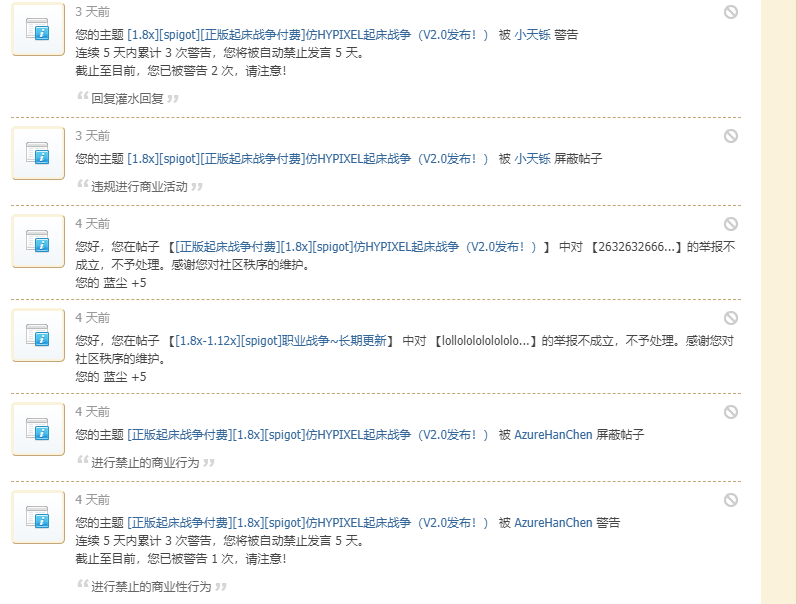 3 天前
您的主题 [1.8x][spigot][正版起床战争付费]仿HYPIXEL起床战争（V2.0发布！） 被 小天铄 警告
连续 5 天内累计 3 次警告，您将被自动禁止发言 5 天。
截止至目前，您已被警告 2 次，请注意！
“回复灌水回复”
3 天前
您的主题 [1.8x][spigot][正版起床战争付费]仿HYPIXEL起床战争（V2.0发布！） 被 小天铄 屏蔽帖子
“违规进行商业活动”
4 天前
您好，您在帖子 【[正版起床战争付费][1.8x][spigot]仿HYPIXEL起床战争（V2.0发布！）】 中对 【2632632666...】的举报不
成立，不予处理。感谢您对社区秩序的维护。
您的 蓝尘 +5
4 天前
您好，您在帖子 【[1.8x-1.12x][spigot]职业战争~长期更新】 中对 【lollolololololo...】的举报不成立，不予处理。感谢您对
社区秩序的维护。
您的 蓝尘 +5
4 天前
您的主题 [正版起床战争付费][1.8x][spigot]仿HYPIXEL起床战争（V2.0发布！） 被 AzureHanChen 屏蔽帖子
“进行禁止的商业行为”
4 天前
您的主题 [正版起床战争付费][1.8x][spigot]仿HYPIXEL起床战争（V2.0发布！） 被 AzureHanChen 警告
连续 5 天内累计 3 次警告，您将被自动禁止发言 5 天。
截止至目前，您已被警告 1 次，请注意！
“进行禁止的商业性行为”